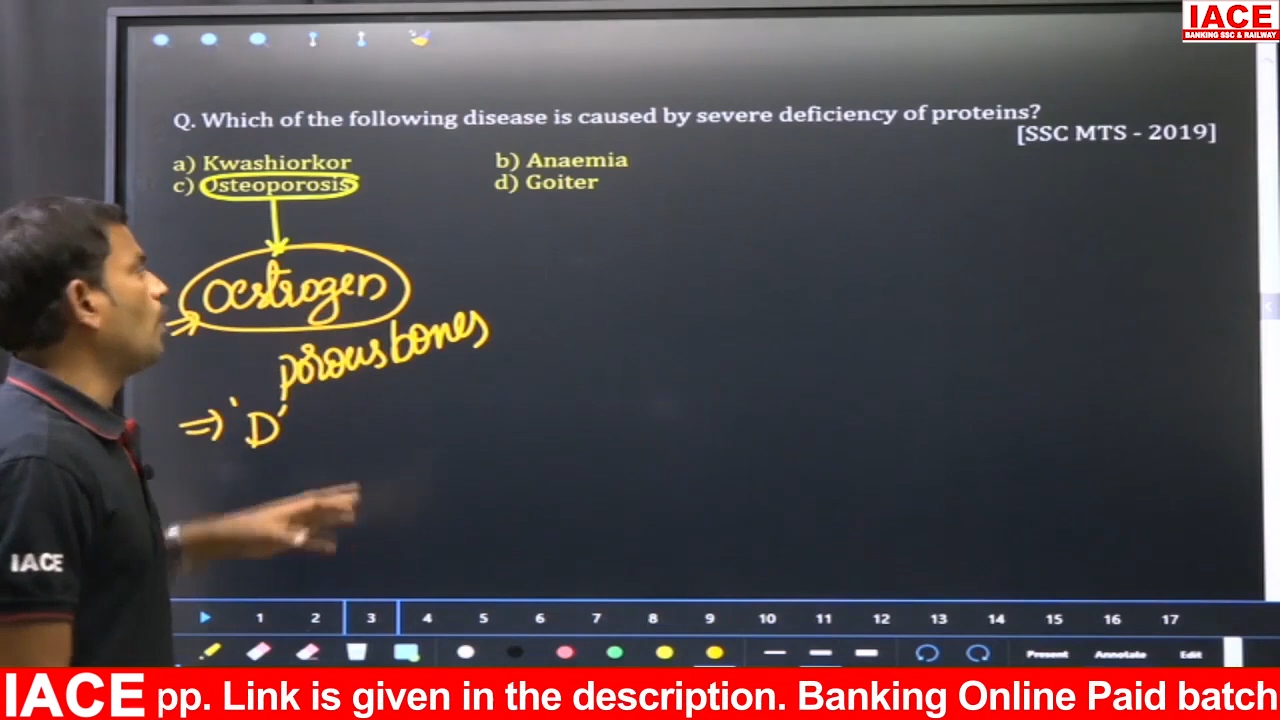 IACE
BANKING SSC & RAILWAY
Q. Which of the following disease is caused by severe deficiency of proteins?
[SSC MTS - 2019]
a) Kwashiorkor b) Anaemia
c) Osteoporosis d) Goiter
oestrogen
porous bones
⇒ 'D'
IACE
1 2 3 4 5 6 7 8 9 10 11 12 13 14 15 16 17
Present Annotate Edit
IACE pp. Link is given in the description. Banking Online Paid batch